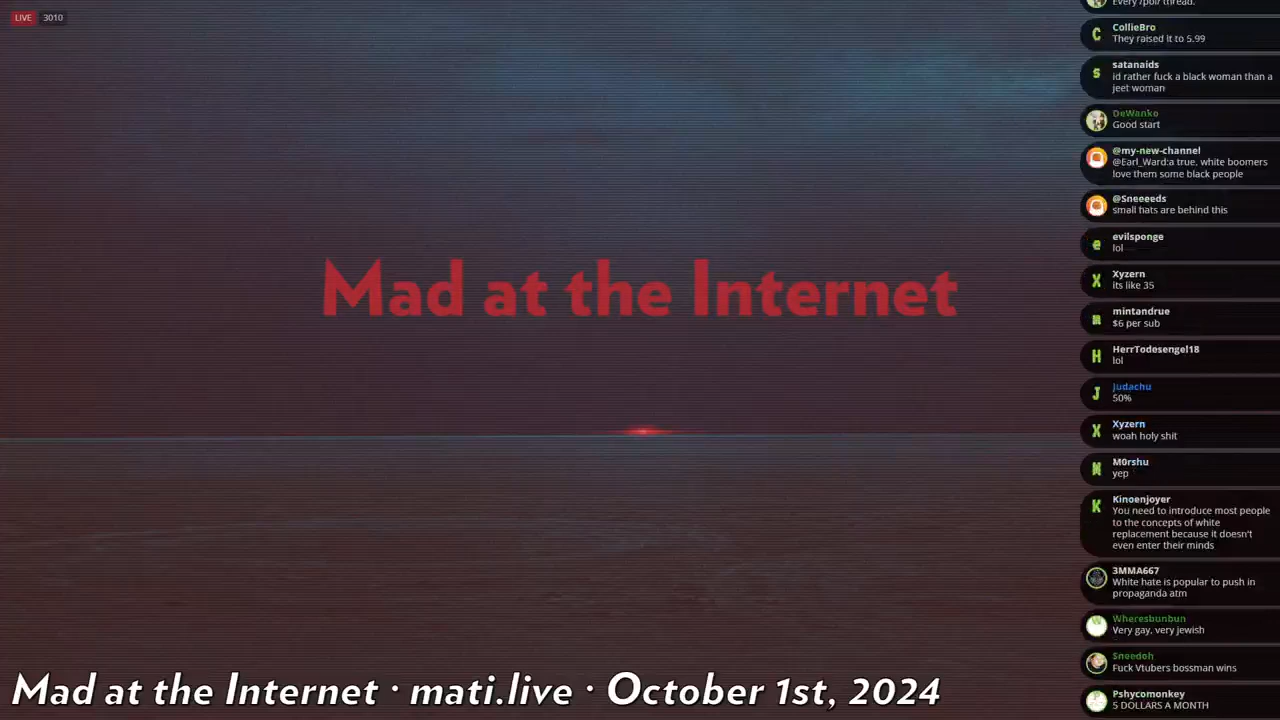 LIVE 3010
Every /pol/ thread.
CollieBro
They raised it to 5.99
satanaids
id rather fuck a black woman than a
jeet woman
DeWanko
Good start
@my-new-channel
@Earl_Ward:a true, white boomers
love them some black people
@Sneeeeds
small hats are behind this
evilsponge
lol
Xyzern
its like 35
mintandrue
$6 per sub
HerrTodesengel18
lol
Judachu
50%
Xyzern
woah holy shit
M0rshu
yep
Kinoenjoyer
You need to introduce most people
to the concepts of white
replacement because it doesn't
even enter their minds
3MMA667
White hate is popular to push in
propaganda atm
Wheresbunbun
Very gay, very jewish
Sneedoh
Fuck Vtubers bossman wins
Pshycomonkey
5 DOLLARS A MONTH
Mad at the Internet
Mad at the Internet · mati.live · October 1st, 2024